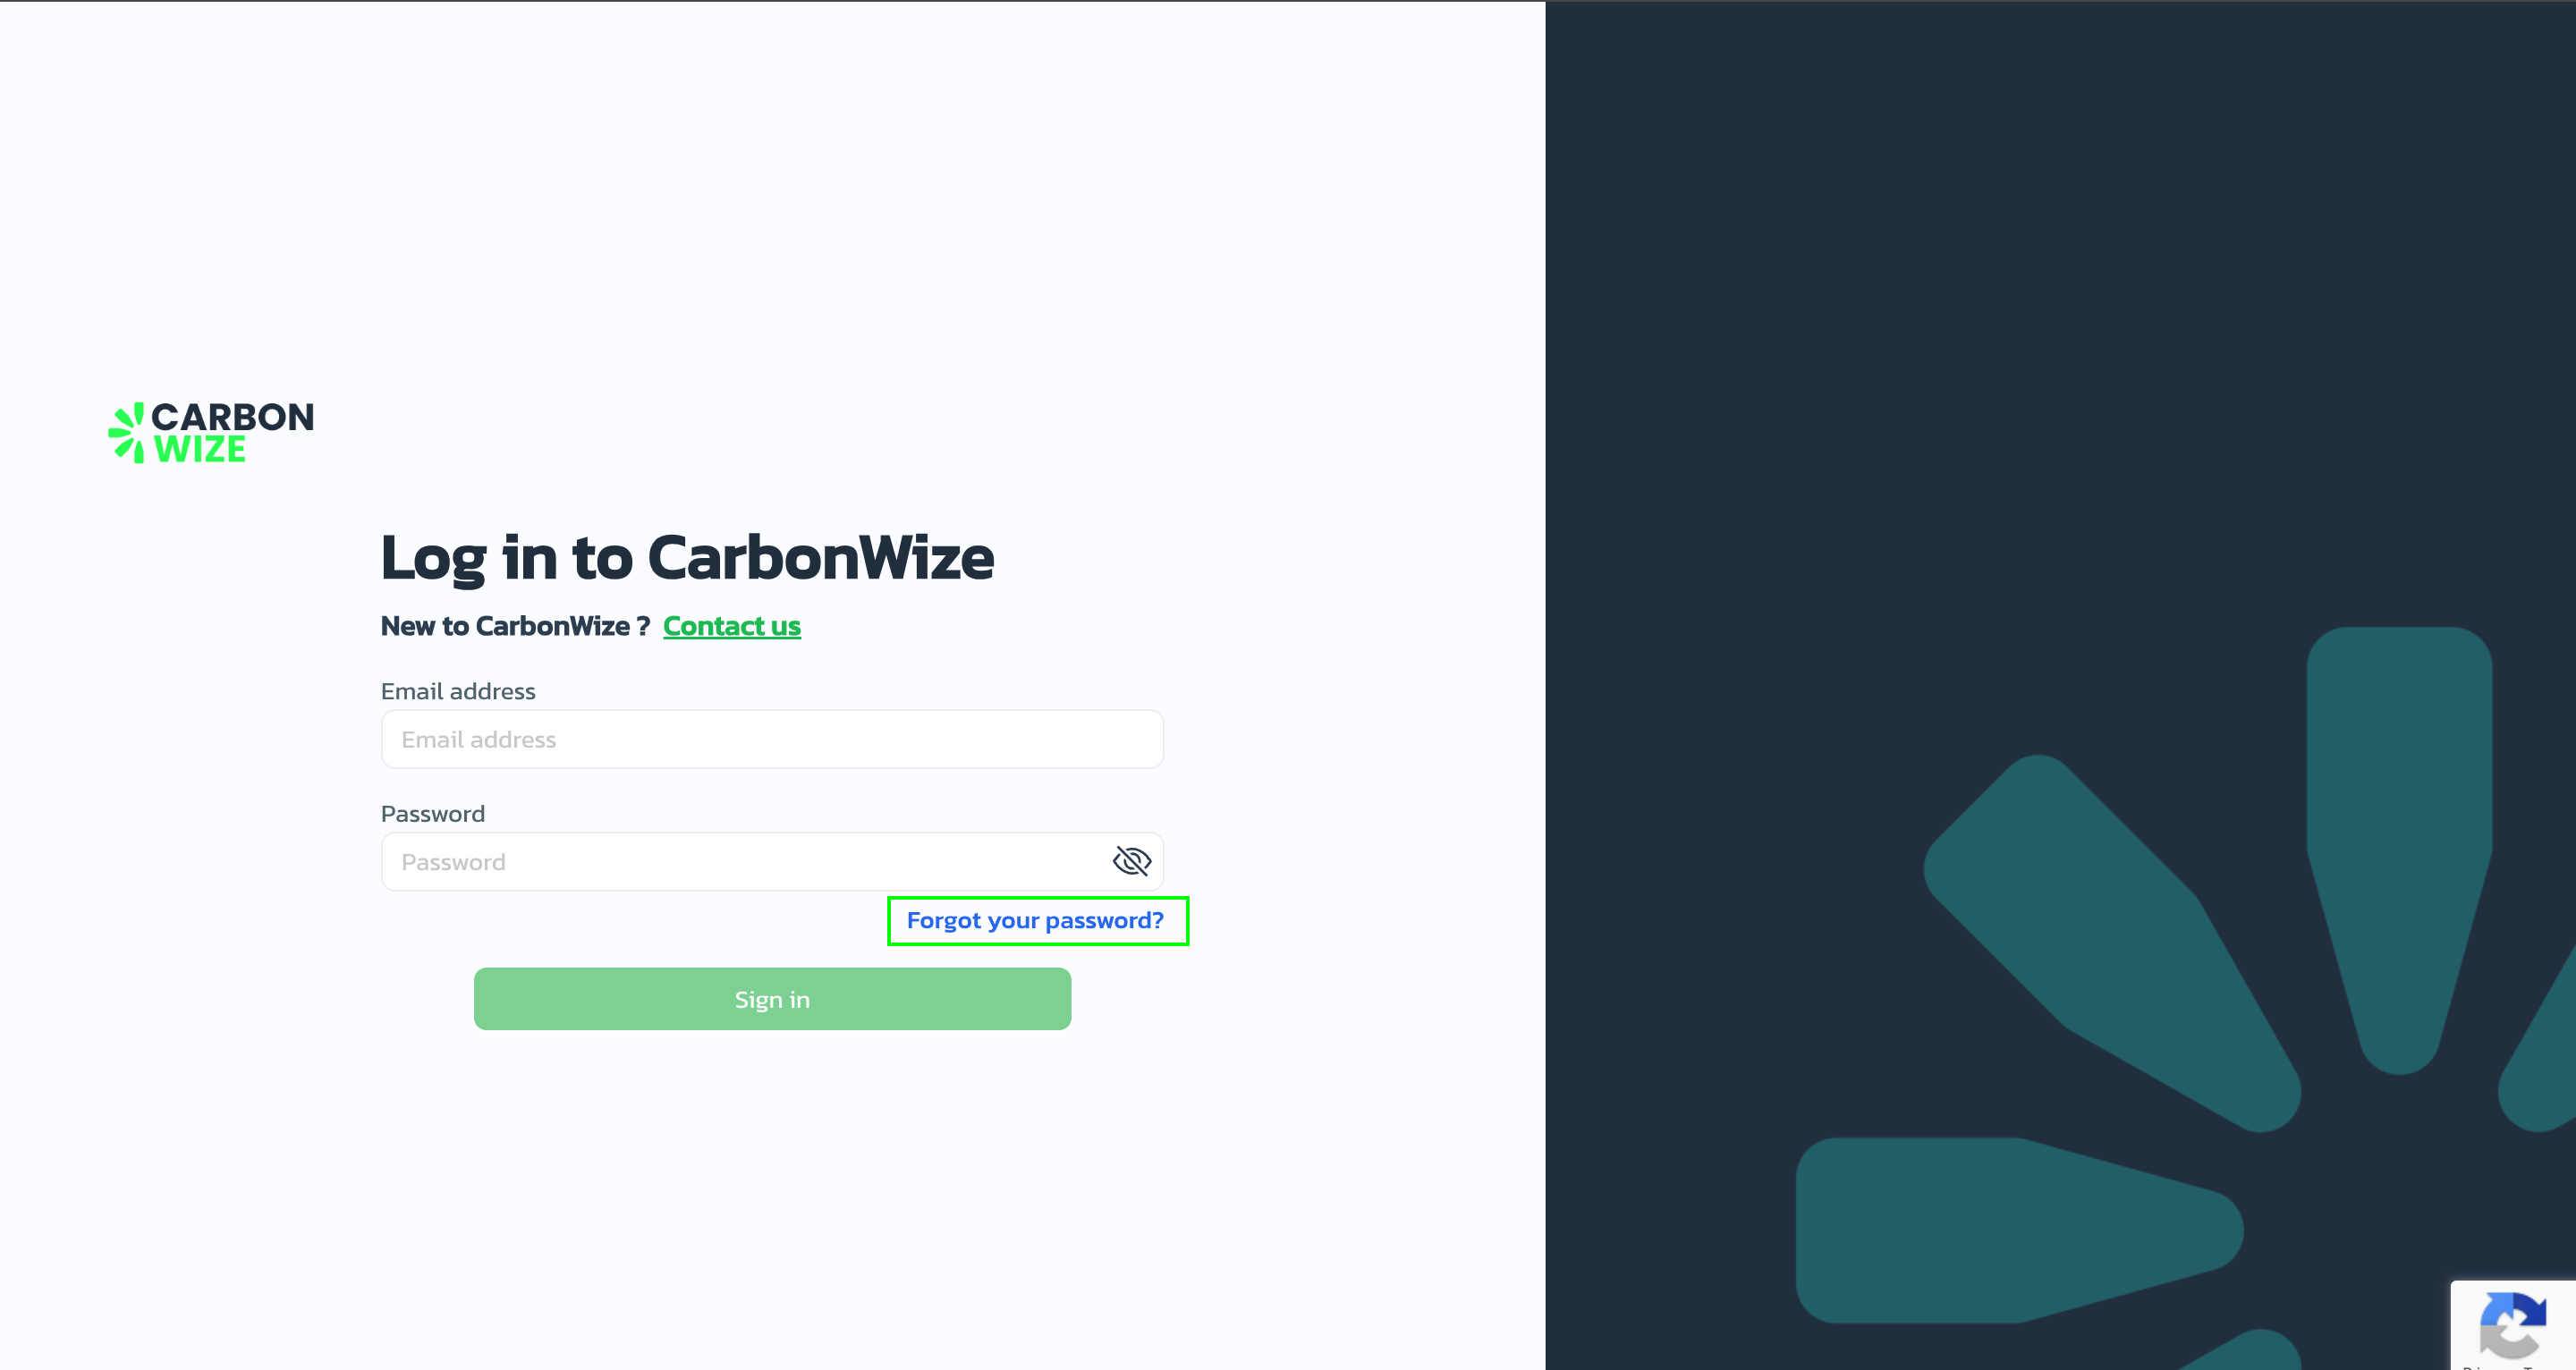 CARBON
WIZE
Log in to CarbonWize
New to CarbonWize ? Contact us
Email address
Email address
Password
Password
Forgot your password?
Sign in